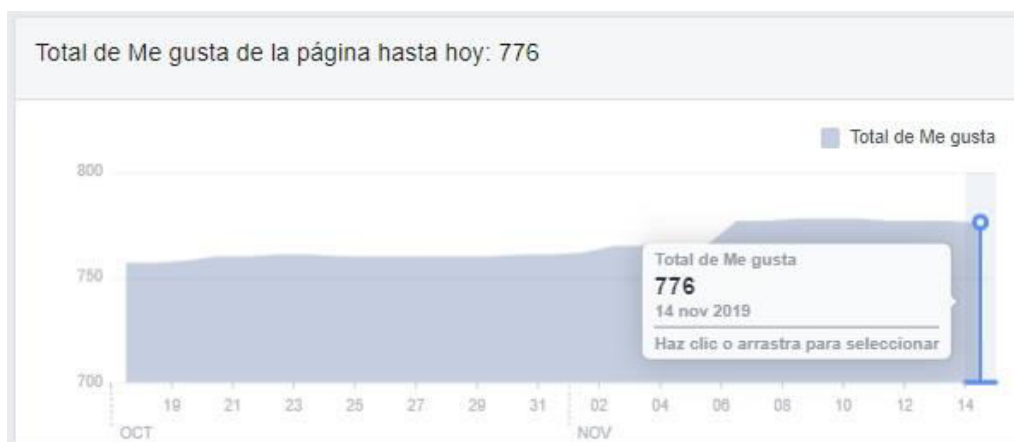 Total de Me gusta de la página hasta hoy: 776
Total de Me gusta
800
Total de Me gusta
750
776
14 nov 2019
Haz clic o arrastra para seleccionar
700
19 21 23 25 27 29 31 02 04 06 08 10 12 14
OCT NOV